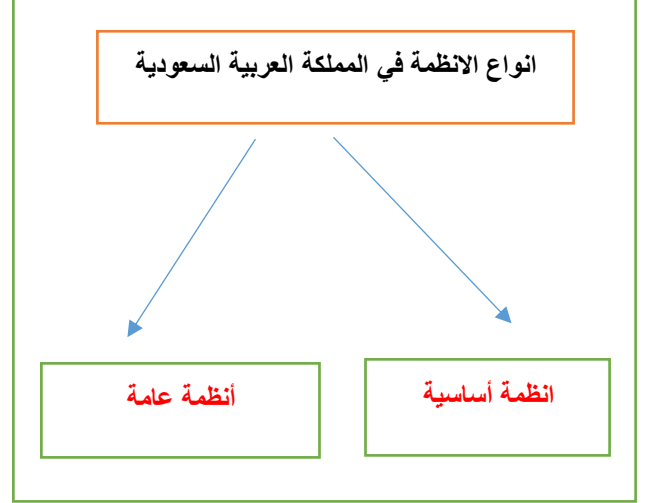 انواع الانظمة في المملكة العربية السعودية
انظمة أساسية
أنظمة عامة